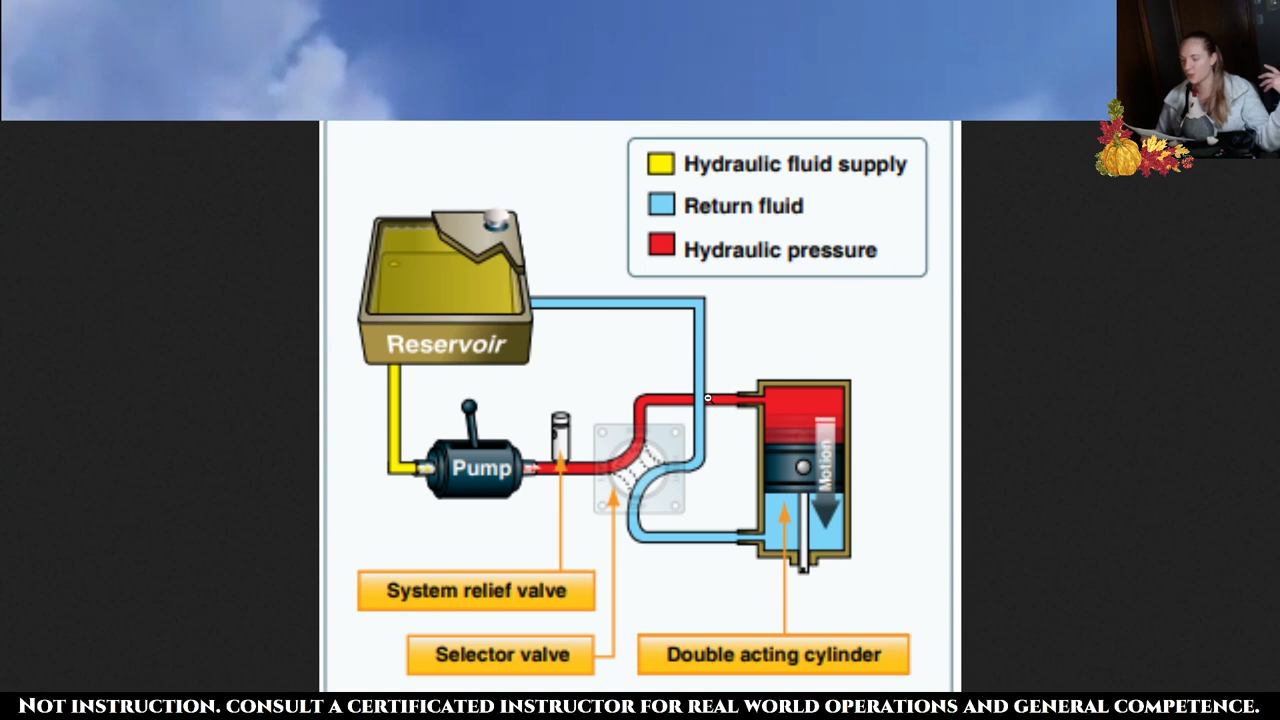 Hydraulic fluid supply
Return fluid
Hydraulic pressure
Reservoir
Pump
Motion
System relief valve
Selector valve
Double acting cylinder
Not instruction. consult a certificated instructor for real world operations and general competence.